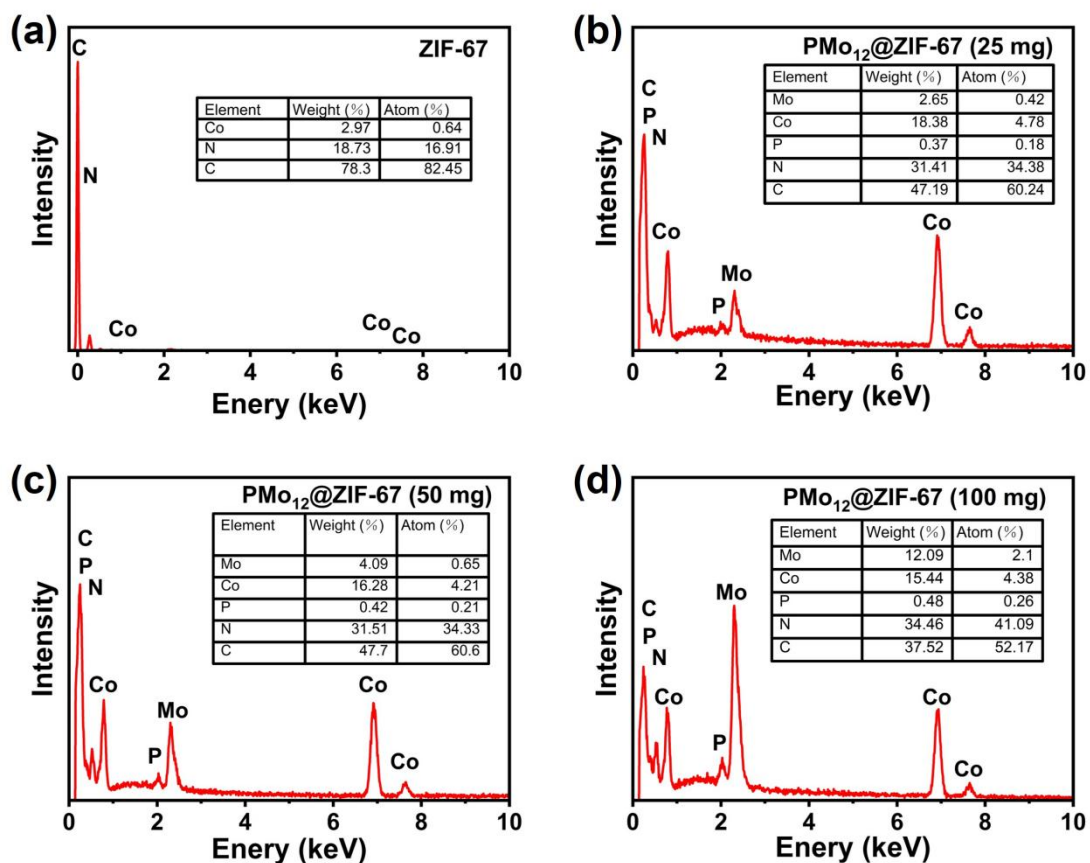 (a)
ZIF-67
C
N
Co
Co
Co
Element Weight (%) Atom (%)
Co 2.97 0.64
N 18.73 16.91
C 78.3 82.45
Intensity
0 2 4 6 8 10
Enery (keV)
(b)
PMo₁₂@ZIF-67 (25 mg)
C
P
N
Co
P
Mo
Co
Co
Element Weight (%) Atom (%)
Mo 2.65 0.42
Co 18.38 4.78
P 0.37 0.18
N 31.41 34.38
C 47.19 60.24
Intensity
0 2 4 6 8 10
Enery (keV)
(c)
PMo₁₂@ZIF-67 (50 mg)
C
P
N
Co
P
Mo
Co
Co
Element Weight (%) Atom (%)
Mo 4.09 0.65
Co 16.28 4.21
P 0.42 0.21
N 31.51 34.33
C 47.7 60.6
Intensity
0 2 4 6 8 10
Enery (keV)
(d)
PMo₁₂@ZIF-67 (100 mg)
C
P
N
Co
P
Mo
Co
Co
Element Weight (%) Atom (%)
Mo 12.09 2.1
Co 15.44 4.38
P 0.48 0.26
N 34.46 41.09
C 37.52 52.17
Intensity
0 2 4 6 8 10
Enery (keV)